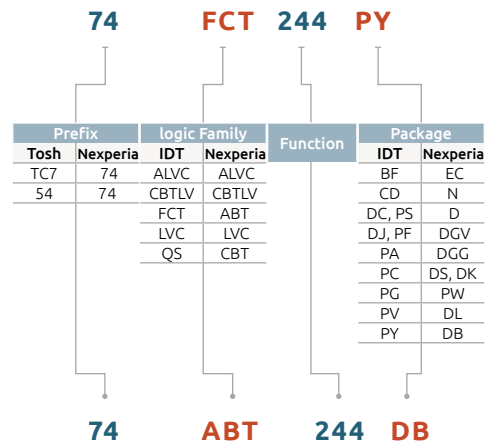 74 FCT 244 PY
Prefix logic Family Function Package
Tosh Nexperia IDT Nexperia IDT Nexperia
TC7 74 ALVC ALVC BF EC
54 74 CBTLV CBTLV CD N
FCT ABT DC, PS D
LVC LVC DJ, PF DGV
QS CBT PA DGG
PC DS, DK
PG PW
PV DL
PY DB
74 ABT 244 DB